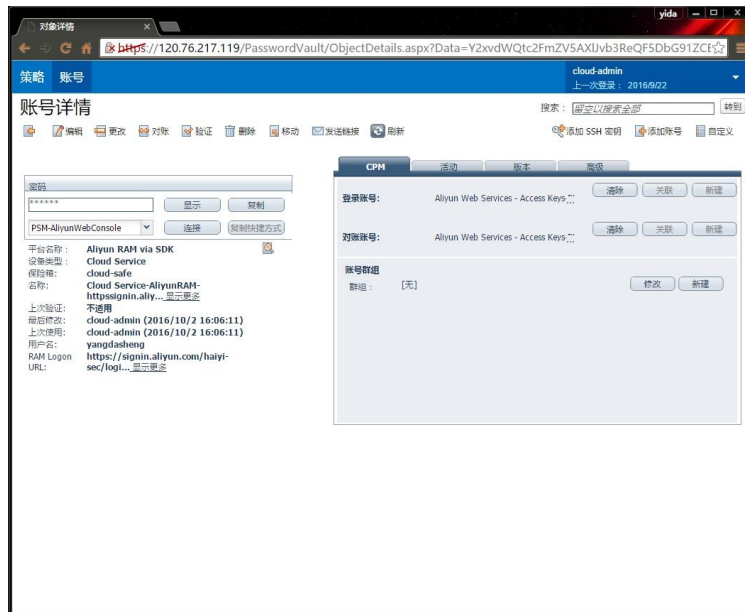 yida
对象详情
https://120.76.217.119/PasswordVault/ObjectDetails.aspx?Data=Y2xvdWQtc2FmZV5AXlJvb3ReQF5DbG91ZCE
策略 账号
cloud-admin
上一次登录： 2016/9/22
账号详情
搜索： 留空以搜索全部 转到
编辑 更改 对账 验证 删除 移动 发送链接 刷新 添加 SSH 密钥 添加账号 自定义
CPM 活动 版本 高级
密码
****** 显示 复制
PSM-AliyunWebConsole 连接 复制快捷方式
平台名称： Aliyun RAM via SDK
设备类型： Cloud Service
保险箱： cloud-safe
名称： Cloud Service-AliyunRAM-
httpssignin.aliy... 显示更多
上次验证： 不适用
最后修改： cloud-admin (2016/10/2 16:06:11)
上次使用： cloud-admin (2016/10/2 16:06:11)
用户名： yangdasheng
RAM Logon https://signin.aliyun.com/haiyi-
URL: sec/logi... 显示更多
登录账号: Aliyun Web Services - Access Keys... 清除 关联 新建
对账账号: Aliyun Web Services - Access Keys... 清除 关联 新建
账号群组
群组： [无] 修改 新建